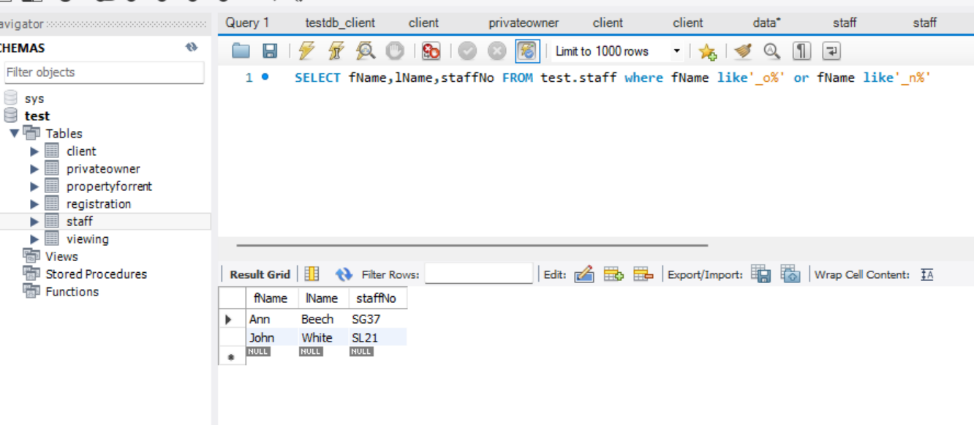 avigator
Query 1 testdb_client client privateowner client client data* staff staff
CHEMAS
Limit to 1000 rows
Filter objects
1 SELECT fName,lName,staffNo FROM test.staff where fName like'_o%' or fName like'_n%'
sys
test
Tables
client
privateowner
propertyforrent
registration
staff
viewing
Views
Stored Procedures
Functions
Result Grid Filter Rows: Edit: Export/Import: Wrap Cell Content: IA
fName lName staffNo
Ann Beech SG37
John White SL21
NULL NULL NULL